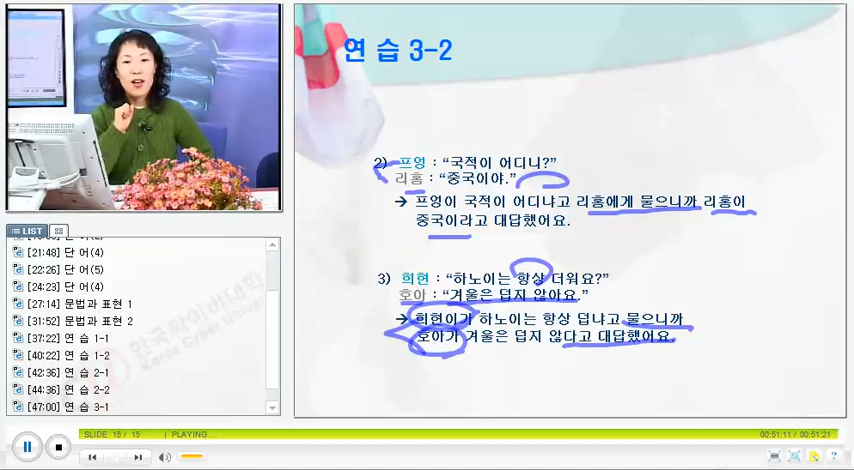 연 습 3-2
2) 프엉 : “국적이 어디니?”
리홈 : “중국이야.”
→ 프엉이 국적이 어디냐고 리홈에게 물으니까 리홈이
중국이라고 대답했어요.
3) 희현 : “하노이는 항상 더워요?”
호아 : “겨울은 덥지 않아요.”
→ 희현이가 하노이는 항상 덥냐고 물으니까
호아가 겨울은 덥지 않다고 대답했어요.
LIST
단 어(2)
[21:48] 단 어(4)
[22:26] 단 어(5)
[24:23] 단 어(4)
[27:14] 문법과 표현 1
[31:52] 문법과 표현 2
[37:22] 연 습 1-1
[40:22] 연 습 1-2
[42:36] 연 습 2-1
[44:36] 연 습 2-2
[47:00] 연 습 3-1
SLIDE 15 / 15 | PLAYING ...
00:51:11 / 00:51:21